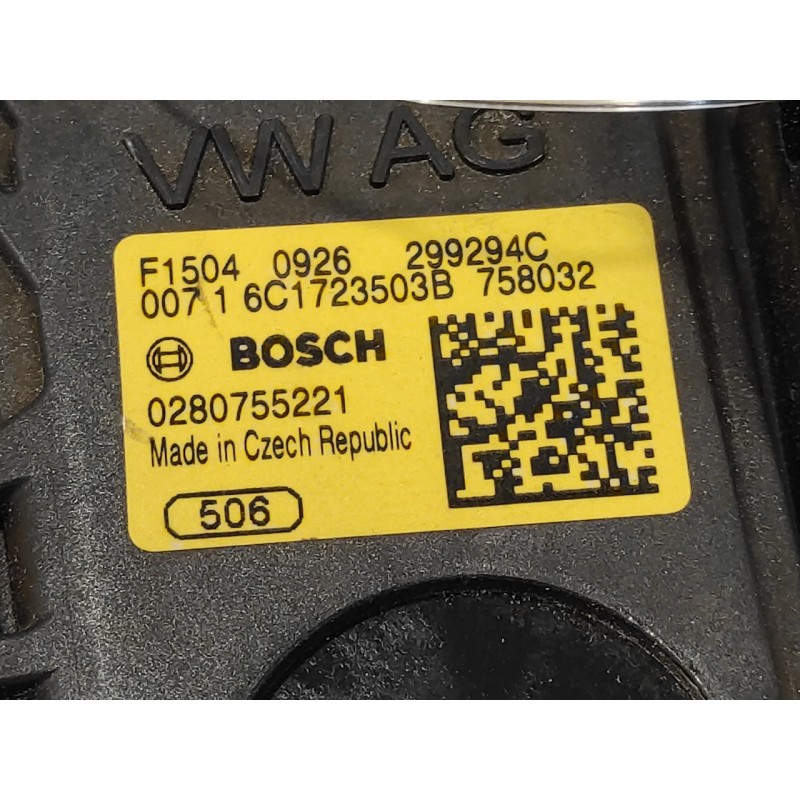 VW AG
F1504 0926 299294C
007 1 6C1723503B 758032
BOSCH
0280755221
Made in Czech Republic
506